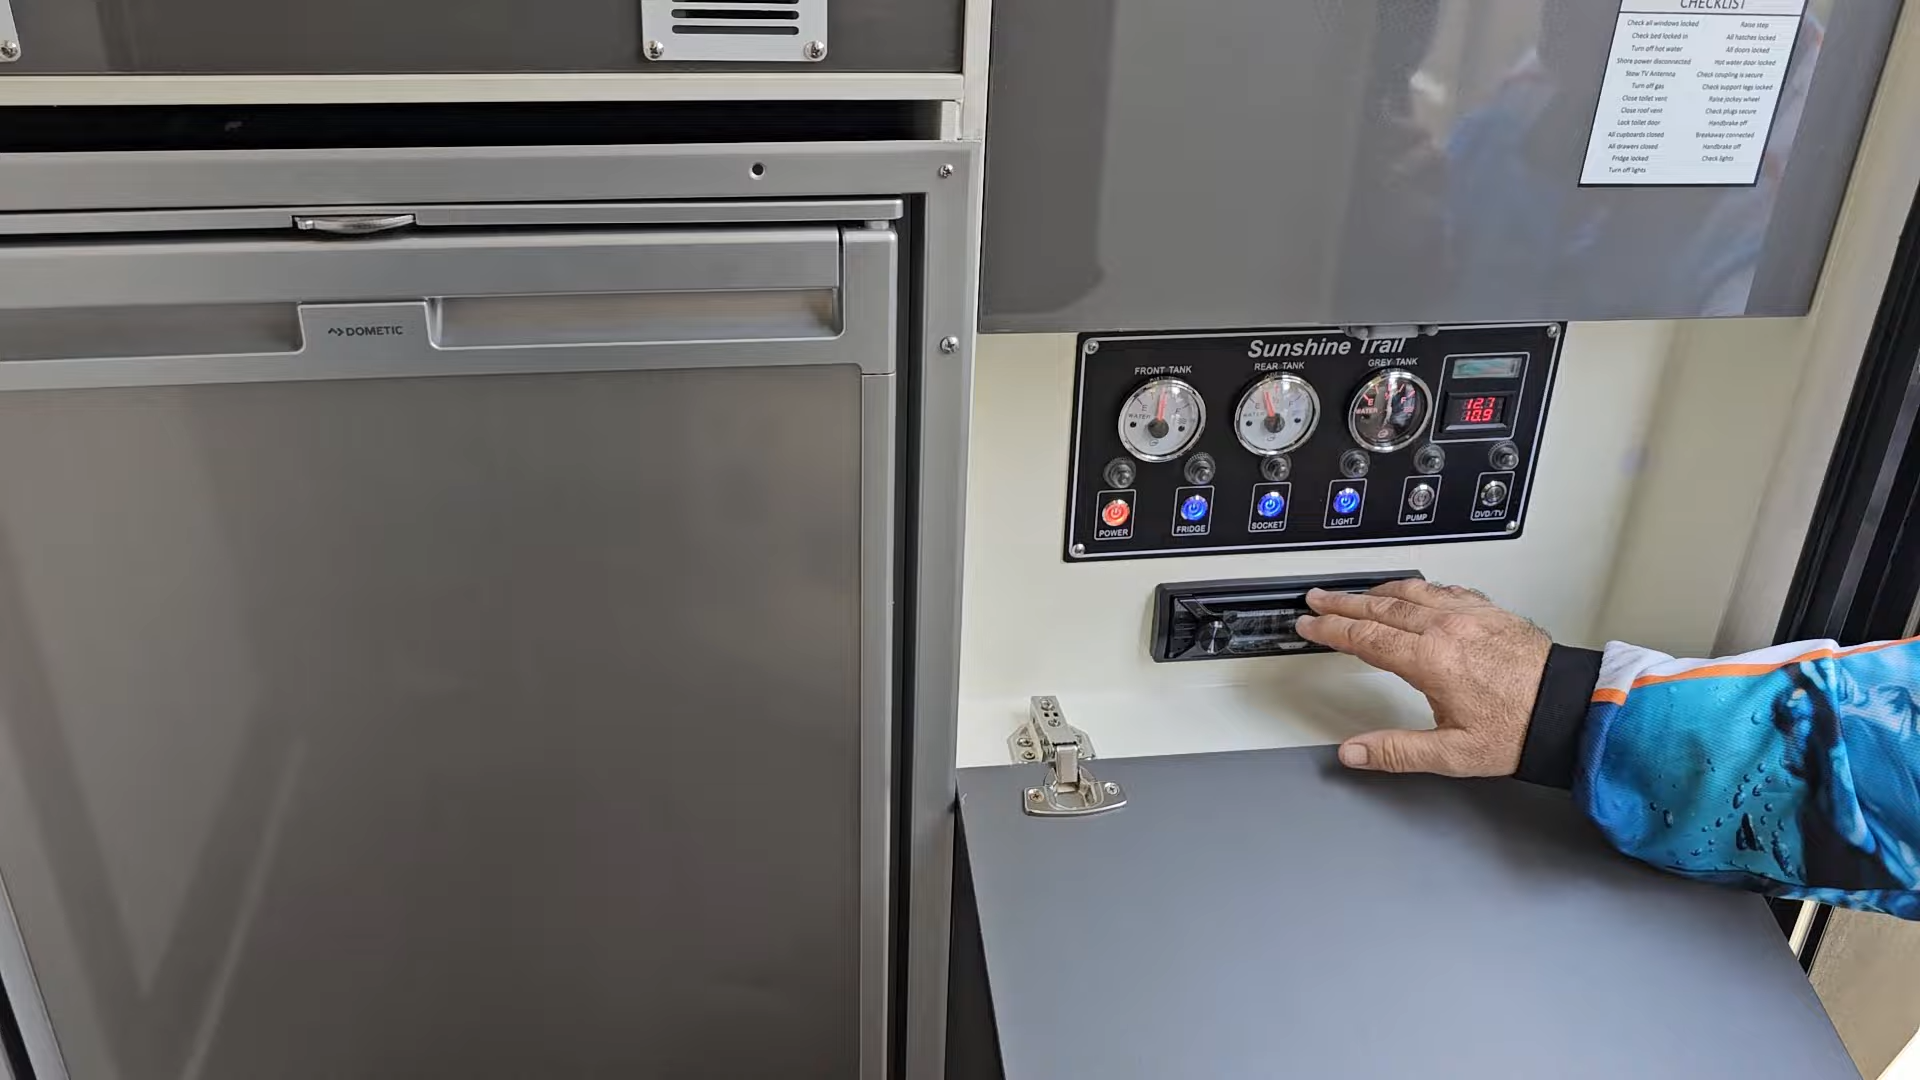 CHECKLIST
Check all windows locked
Check bed locked in
Turn off hot water
Shore power disconnected
Stow TV Antenna
Turn off gas
Close toilet vent
Close roof vent
Lock toilet door
All cupboards closed
All drawers closed
Fridge locked
Turn off lights
Raise step
All hatches locked
All doors locked
Hot water door locked
Check coupling is secure
Check support legs locked
Raise jockey wheel
Check plugs secure
Handbrake off
Breakaway connected
Handbrake off
Check lights
DOMETIC
Sunshine Trail
FRONT TANK
REAR TANK
GREY TANK
E F
WATER
E F
WATER
E F
WATER
12.7
10.9
POWER
FRIDGE
SOCKET
LIGHT
PUMP
DVD/TV